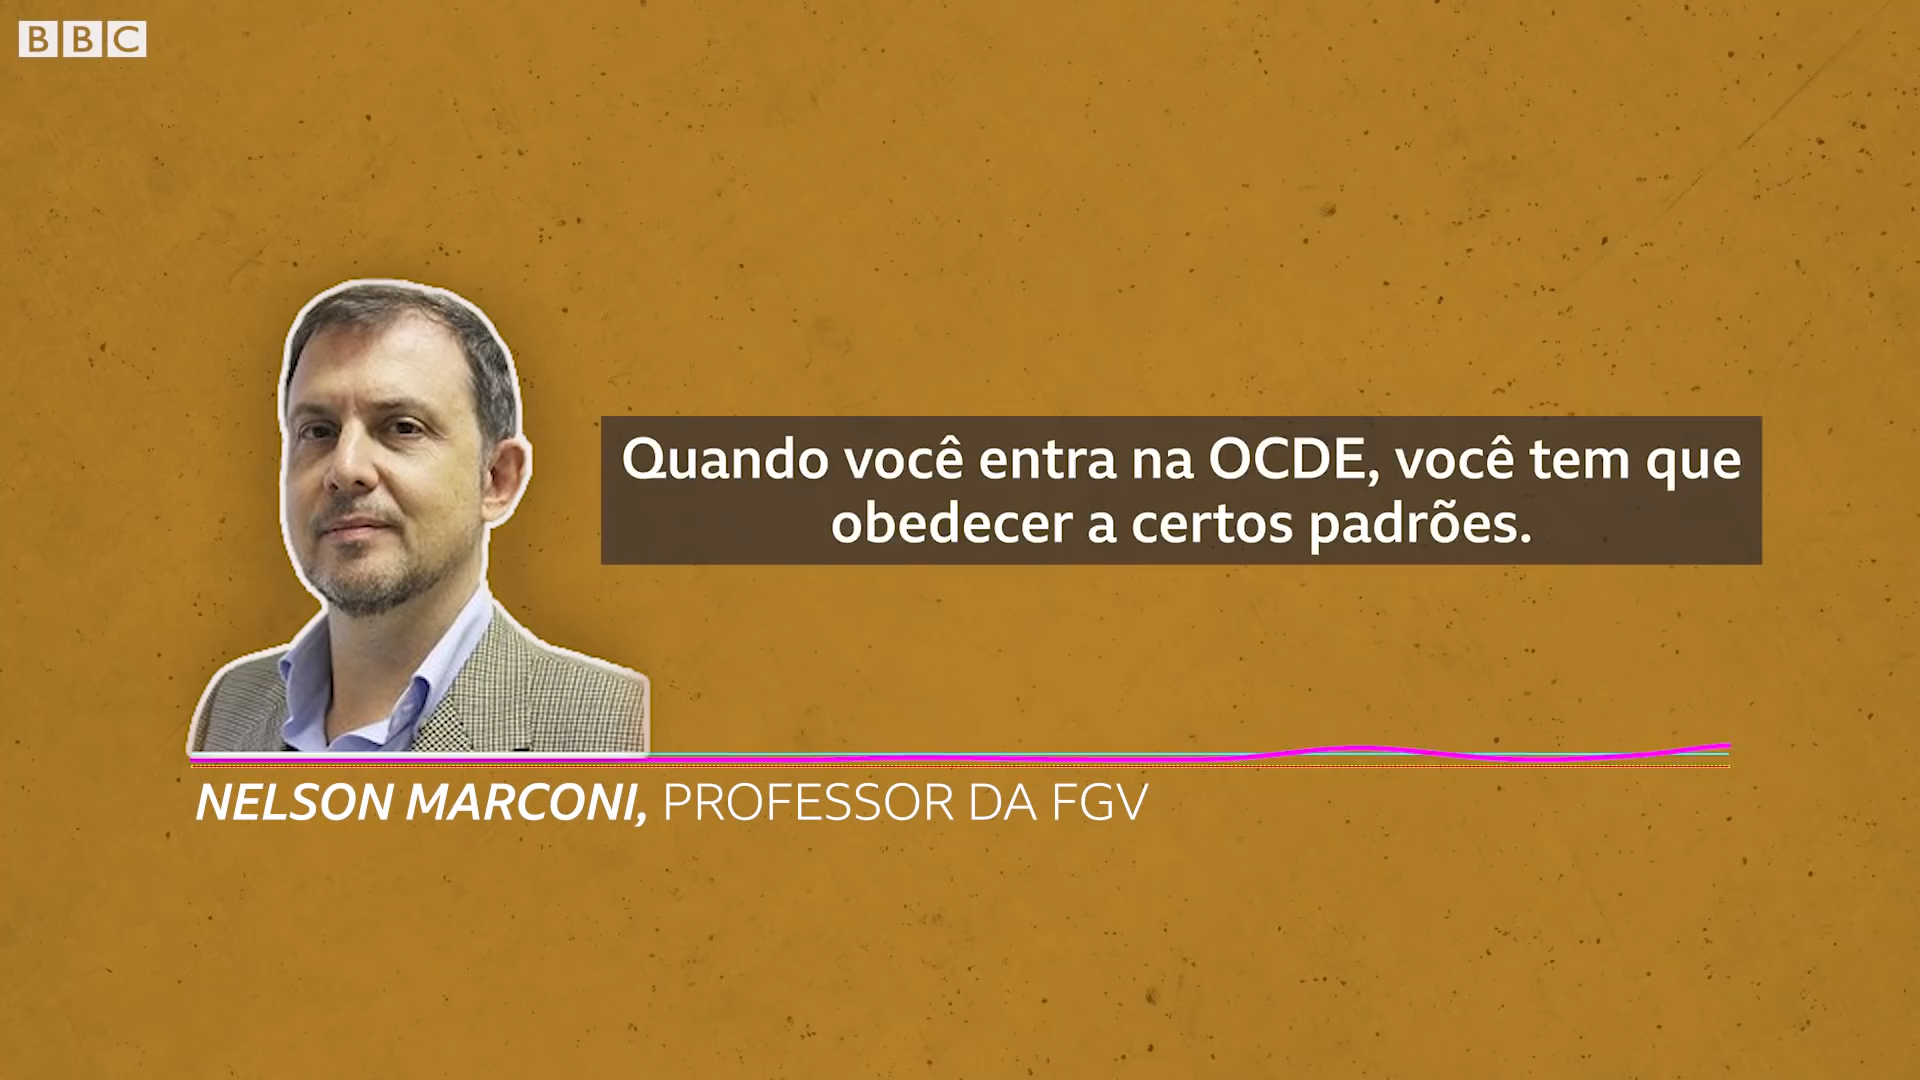 BBC
Quando você entra na OCDE, você tem que
obedecer a certos padrões.
NELSON MARCONI, PROFESSOR DA FGV